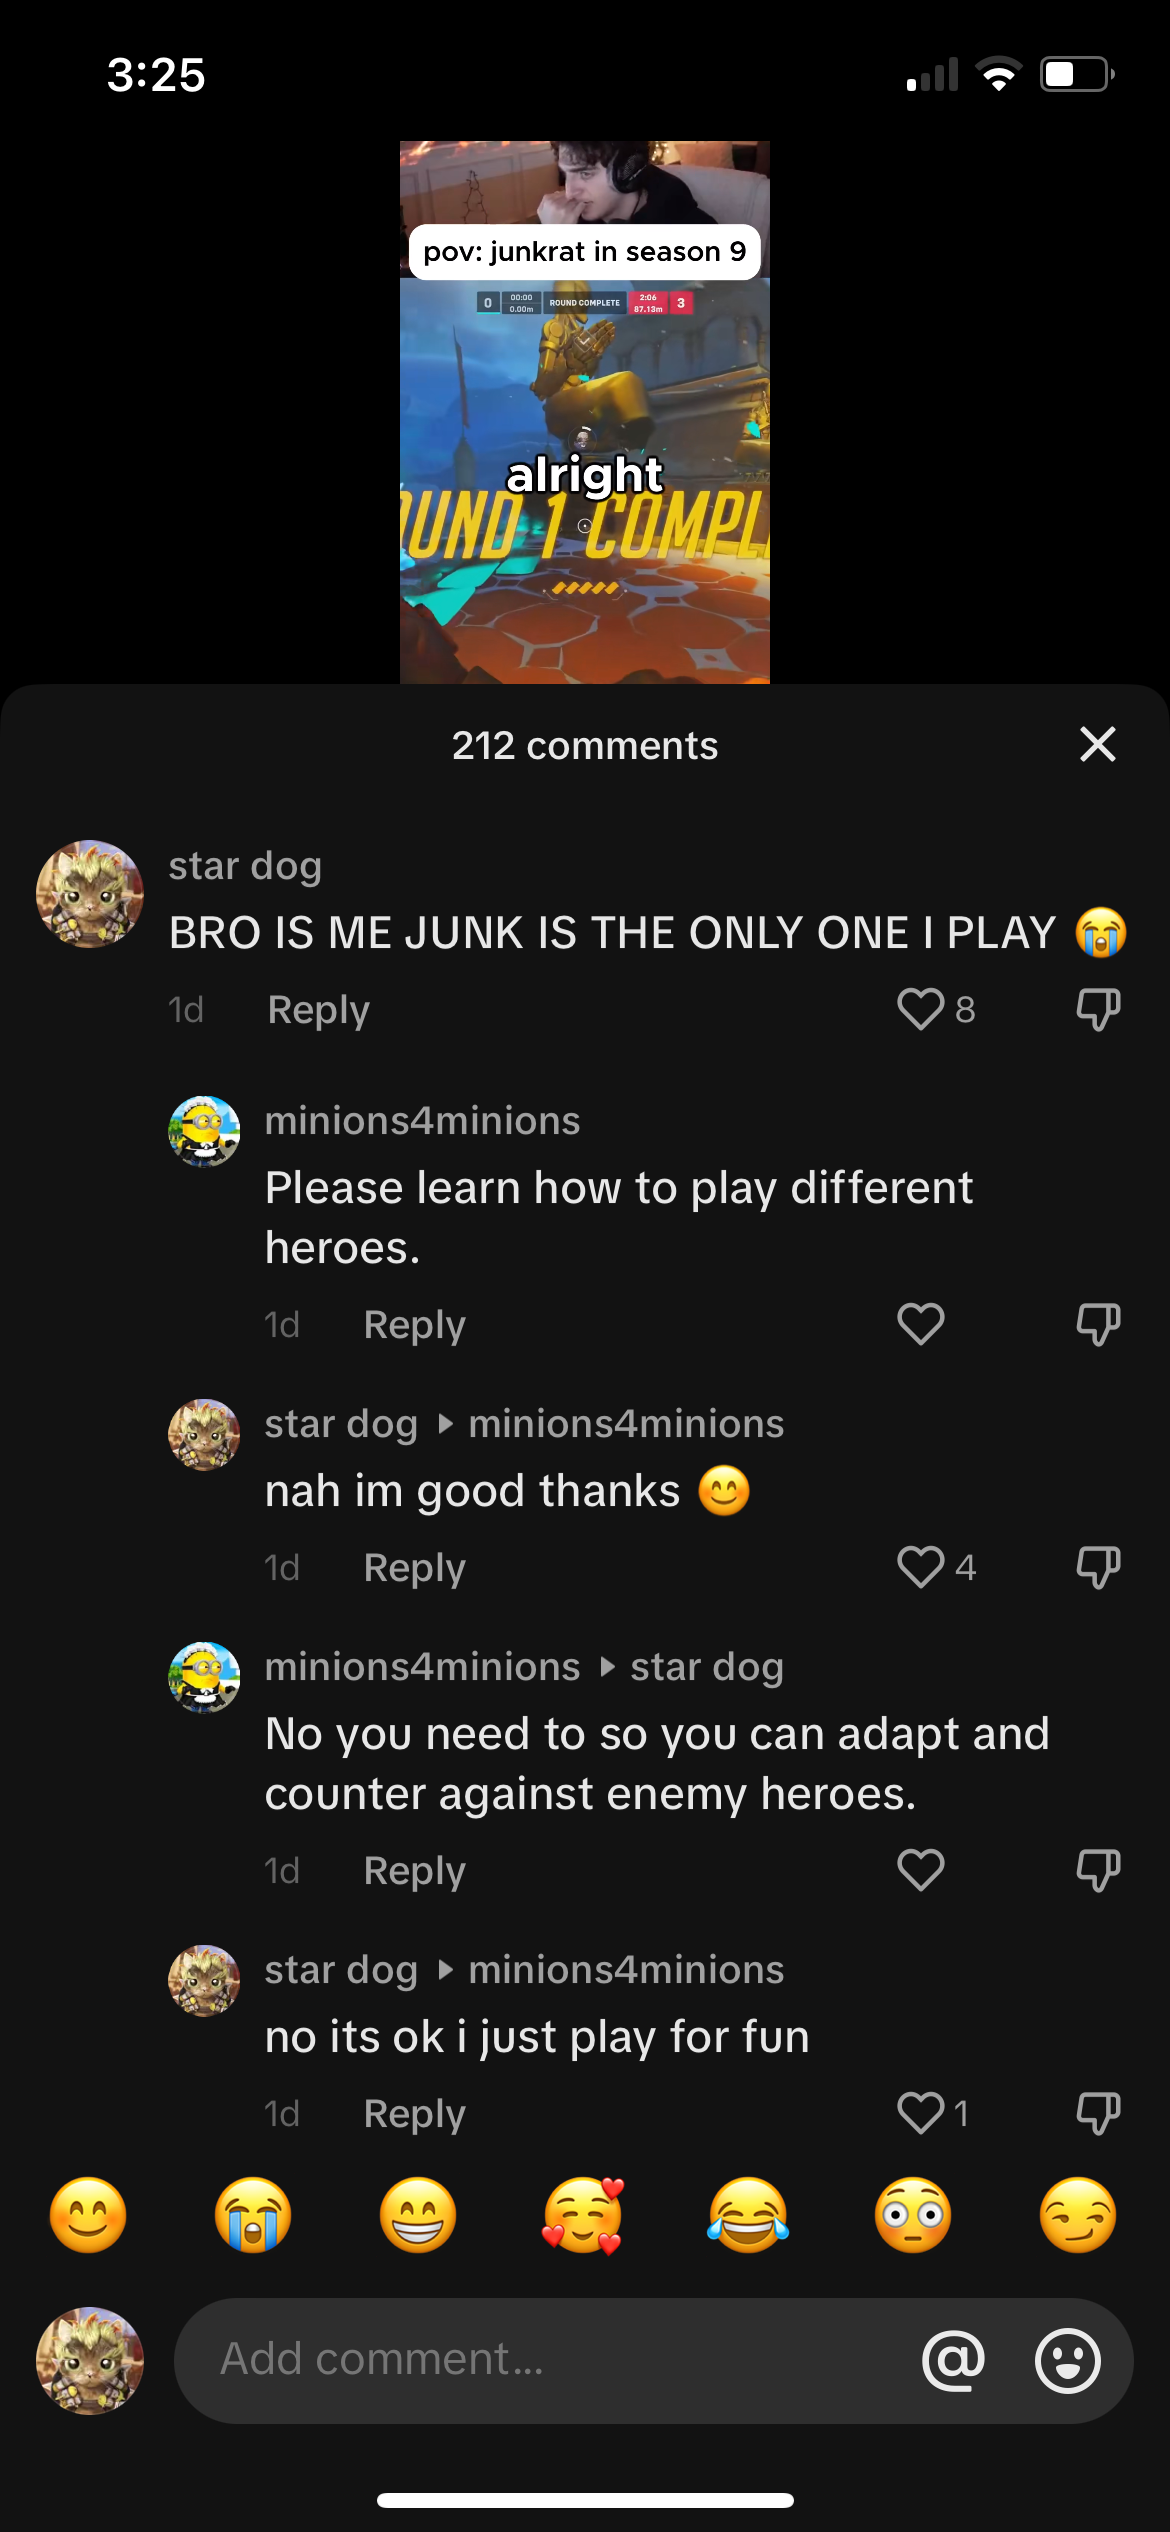 3:25
pov: junkrat in season 9
0
00:00
0.00m
ROUND COMPLETE
2:06
87.13m
3
alright
OUND 1 COMPL
212 comments
star dog
BRO IS ME JUNK IS THE ONLY ONE I PLAY 😭
1d Reply 8
minions4minions
Please learn how to play different
heroes.
1d Reply
star dog ▸ minions4minions
nah im good thanks 😊
1d Reply 4
minions4minions ▸ star dog
No you need to so you can adapt and
counter against enemy heroes.
1d Reply
star dog ▸ minions4minions
no its ok i just play for fun
1d Reply 1
Add comment...